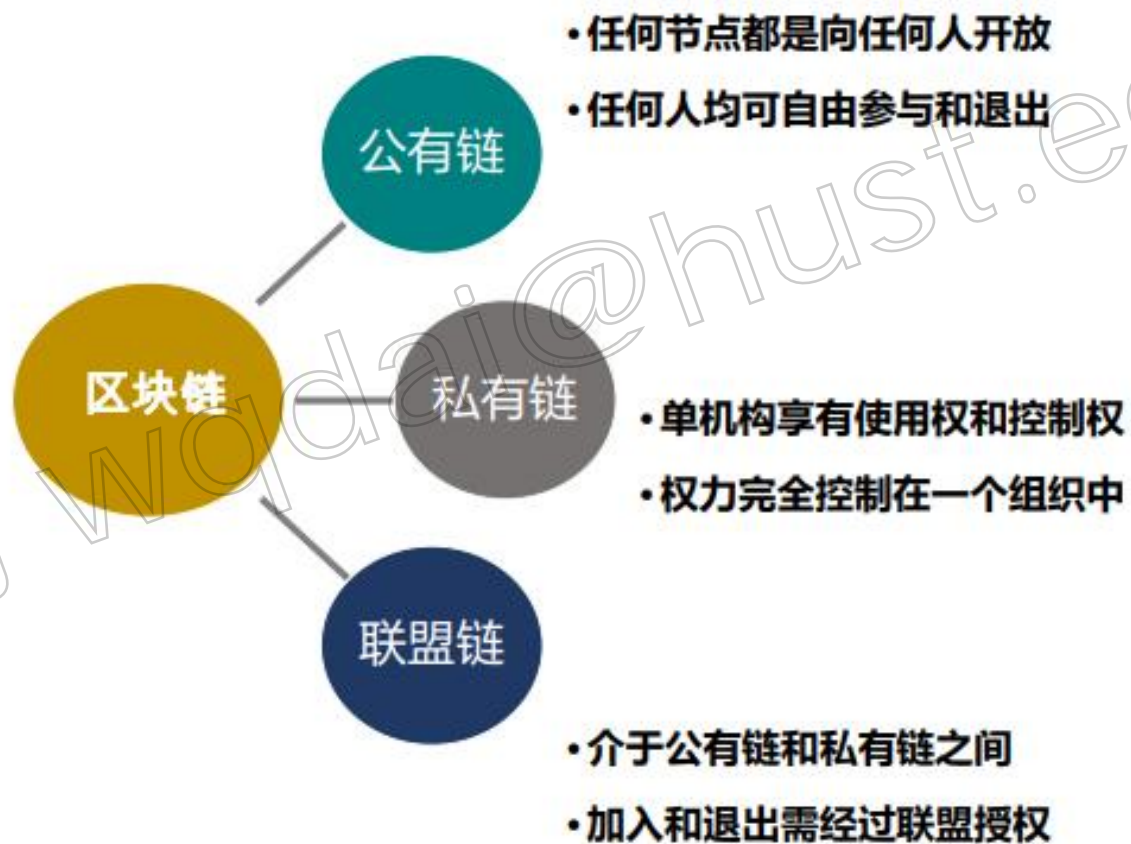 •任何节点都是向任何人开放
•任何人均可自由参与和退出
公有链
区块链
私有链
•单机构享有使用权和控制权
•权力完全控制在一个组织中
联盟链
•介于公有链和私有链之间
•加入和退出需经过联盟授权
wqdai@hust.e